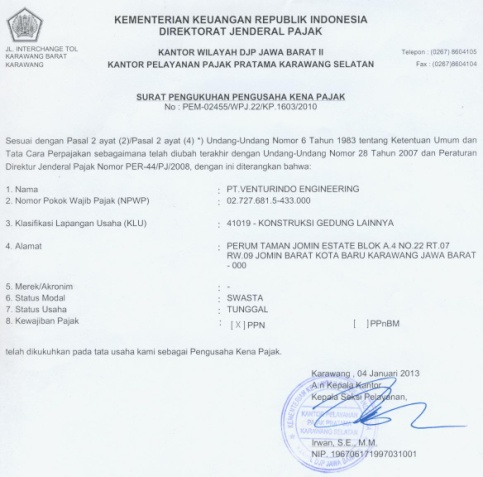 KEMENTERIAN KEUANGAN REPUBLIK INDONESIA
DIREKTORAT JENDERAL PAJAK
JL. INTERCHANGE TOL
KARAWANG BARAT
KARAWANG
KANTOR WILAYAH DJP JAWA BARAT II
KANTOR PELAYANAN PAJAK PRATAMA KARAWANG SELATAN
Telepon : (0267) 8604105
Fax : (0267)8604104
SURAT PENGUKUHAN PENGUSAHA KENA PAJAK
No : PEM-02455/WPJ.22/KP.1603/2010
Sesuai dengan Pasal 2 ayat (2)/Pasal 2 ayat (4) *) Undang-Undang Nomor 6 Tahun 1983 tentang Ketentuan Umum dan
Tata Cara Perpajakan sebagaimana telah diubah terakhir dengan Undang-Undang Nomor 28 Tahun 2007 dan Peraturan
Direktur Jenderal Pajak Nomor PER-44/PJ/2008, dengan ini diterangkan bahwa:
1. Nama : PT.VENTURINDO ENGINEERING
2. Nomor Pokok Wajib Pajak (NPWP) : 02.727.681.5-433.000
3. Klasifikasi Lapangan Usaha (KLU) : 41019 - KONSTRUKSI GEDUNG LAINNYA
4. Alamat : PERUM TAMAN JOMIN ESTATE BLOK A.4 NO.22 RT.07
RW.09 JOMIN BARAT KOTA BARU KARAWANG JAWA BARAT
- 000
5. Merek/Akronim : -
6. Status Modal : SWASTA
7. Status Usaha : TUNGGAL
8. Kewajiban Pajak : [X]PPN [ ]PPnBM
telah dikukuhkan pada tata usaha kami sebagai Pengusaha Kena Pajak.
Karawang , 04 Januari 2013
A.n Kepala Kantor
Kepala Seksi Pelayanan,
KANTOR PELAYANAN
PAJAK PRATAMA
KARAWANG SELATAN
Irwan, S.E., M.M.
NIP. 196706171997031001